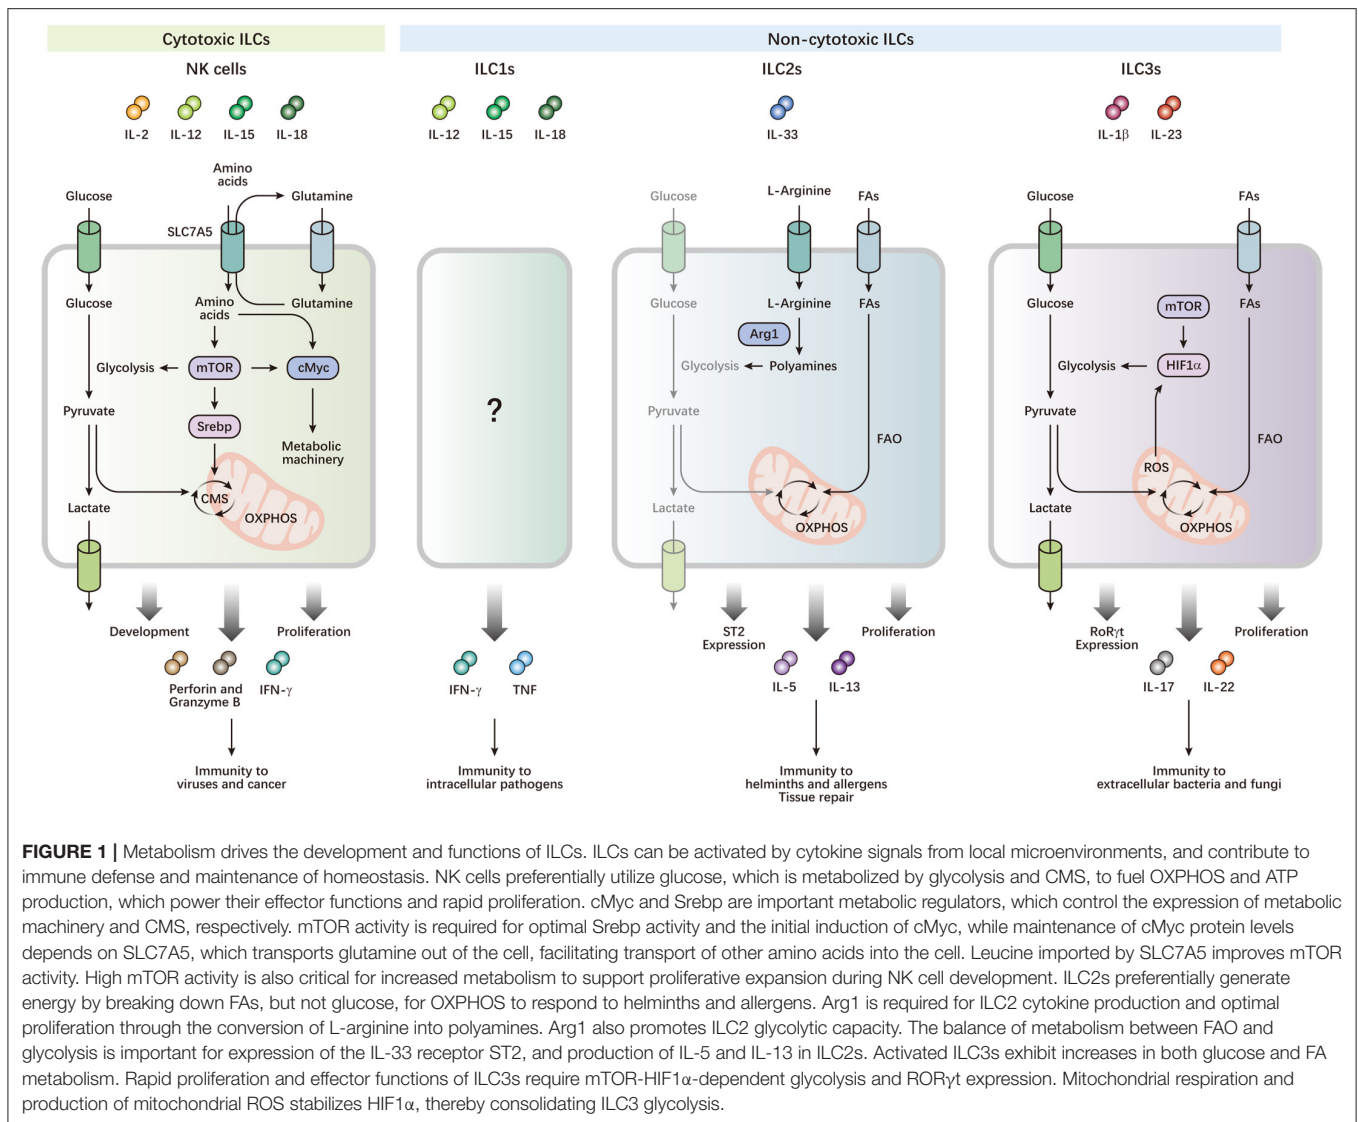 Cytotoxic ILCs
Non-cytotoxic ILCs
NK cells
ILC1s
ILC2s
ILC3s
IL-2
IL-12
IL-15
IL-18
IL-12
IL-15
IL-18
IL-33
IL-1β
IL-23
Glucose
Amino
acids
Glutamine
SLC7A5
Glucose
Amino
acids
Glutamine
Glycolysis
mTOR
cMyc
Pyruvate
Srebp
Metabolic
machinery
CMS
OXPHOS
Lactate
Development
Proliferation
Perforin and
Granzyme B
IFN-γ
Immunity to
viruses and cancer
?
IFN-γ
TNF
Immunity to
intracellular pathogens
Glucose
L-Arginine
FAs
Glucose
L-Arginine
FAs
Arg1
Glycolysis
Polyamines
Pyruvate
FAO
Lactate
OXPHOS
ST2
Expression
Proliferation
IL-5
IL-13
Immunity to
helminths and allergens
Tissue repair
Glucose
FAs
Glucose
mTOR
FAs
Glycolysis
HIF1α
Pyruvate
FAO
ROS
Lactate
OXPHOS
RoRγt
Expression
Proliferation
IL-17
IL-22
Immunity to
extracellular bacteria and fungi
FIGURE 1 | Metabolism drives the development and functions of ILCs. ILCs can be activated by cytokine signals from local microenvironments, and contribute to
immune defense and maintenance of homeostasis. NK cells preferentially utilize glucose, which is metabolized by glycolysis and CMS, to fuel OXPHOS and ATP
production, which power their effector functions and rapid proliferation. cMyc and Srebp are important metabolic regulators, which control the expression of metabolic
machinery and CMS, respectively. mTOR activity is required for optimal Srebp activity and the initial induction of cMyc, while maintenance of cMyc protein levels
depends on SLC7A5, which transports glutamine out of the cell, facilitating transport of other amino acids into the cell. Leucine imported by SLC7A5 improves mTOR
activity. High mTOR activity is also critical for increased metabolism to support proliferative expansion during NK cell development. ILC2s preferentially generate
energy by breaking down FAs, but not glucose, for OXPHOS to respond to helminths and allergens. Arg1 is required for ILC2 cytokine production and optimal
proliferation through the conversion of L-arginine into polyamines. Arg1 also promotes ILC2 glycolytic capacity. The balance of metabolism between FAO and
glycolysis is important for expression of the IL-33 receptor ST2, and production of IL-5 and IL-13 in ILC2s. Activated ILC3s exhibit increases in both glucose and FA
metabolism. Rapid proliferation and effector functions of ILC3s require mTOR-HIF1α-dependent glycolysis and RORγt expression. Mitochondrial respiration and
production of mitochondrial ROS stabilizes HIF1α, thereby consolidating ILC3 glycolysis.